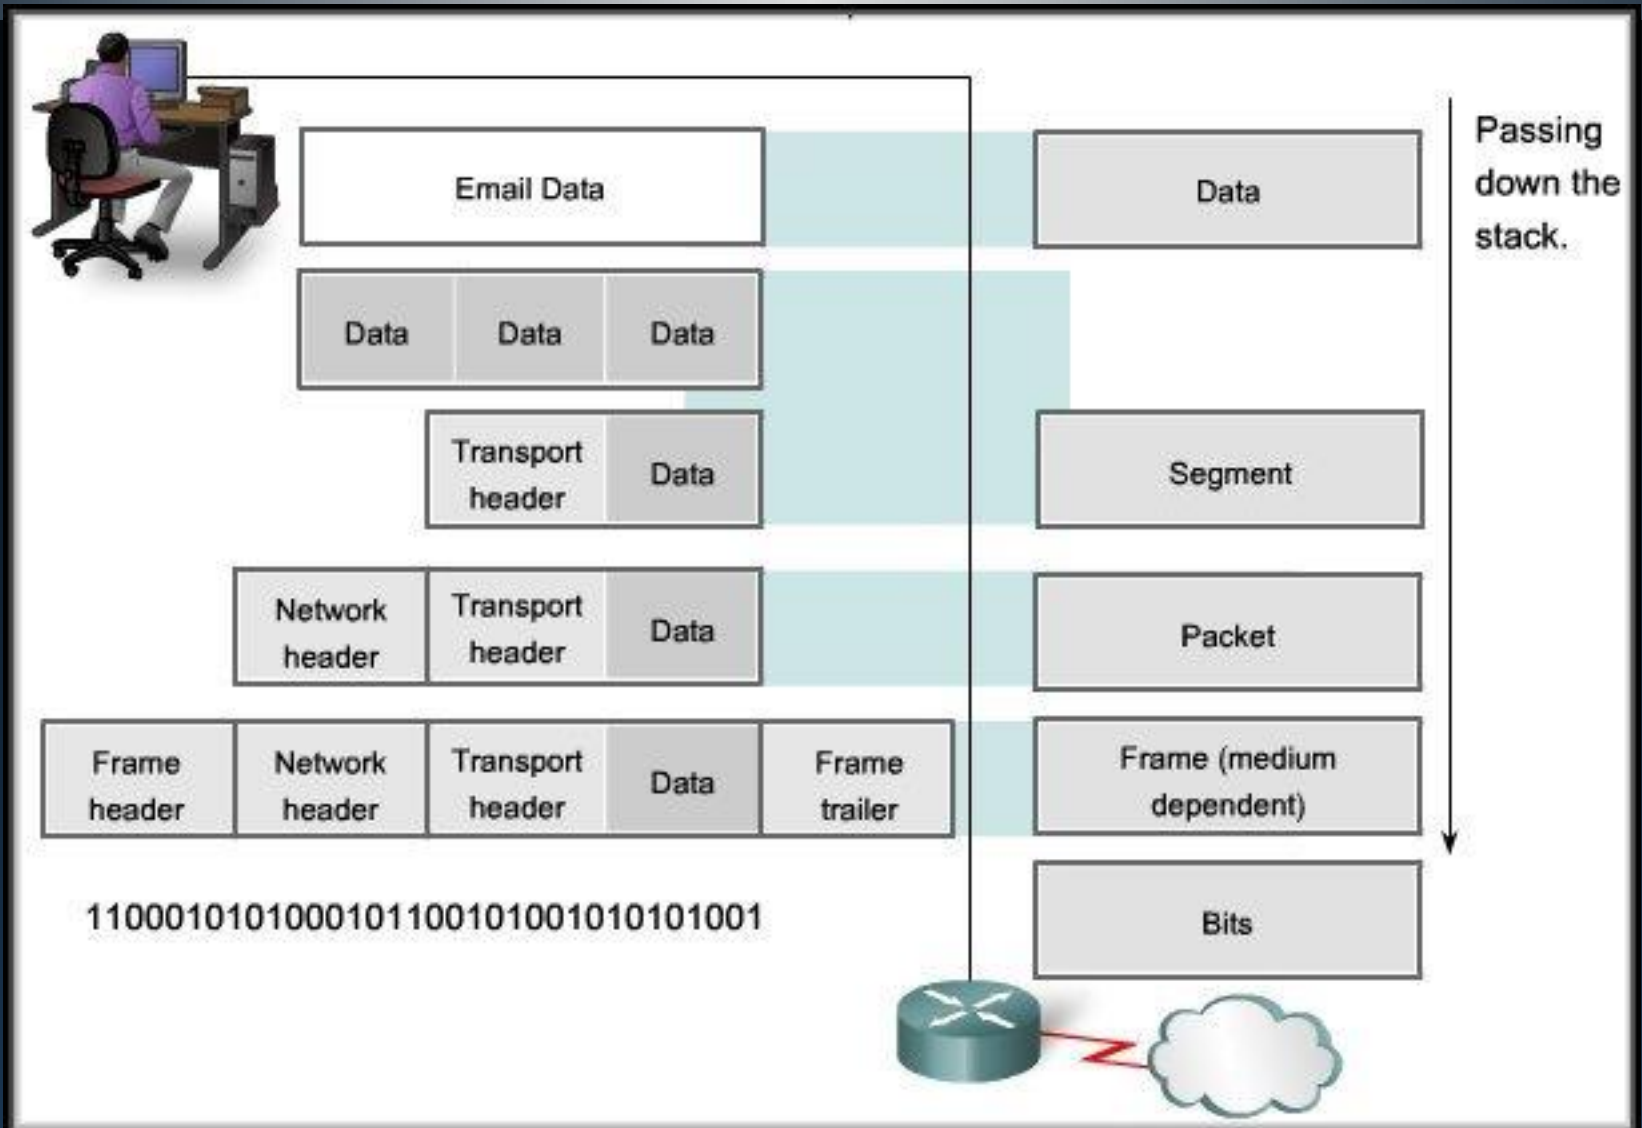 Email Data
Data
Passing
down the
stack.
Data Data Data
Transport
header
Data
Segment
Network
header
Transport
header
Data
Packet
Frame
header
Network
header
Transport
header
Data
Frame
trailer
Frame (medium
dependent)
1100010101000101100101001010101001
Bits